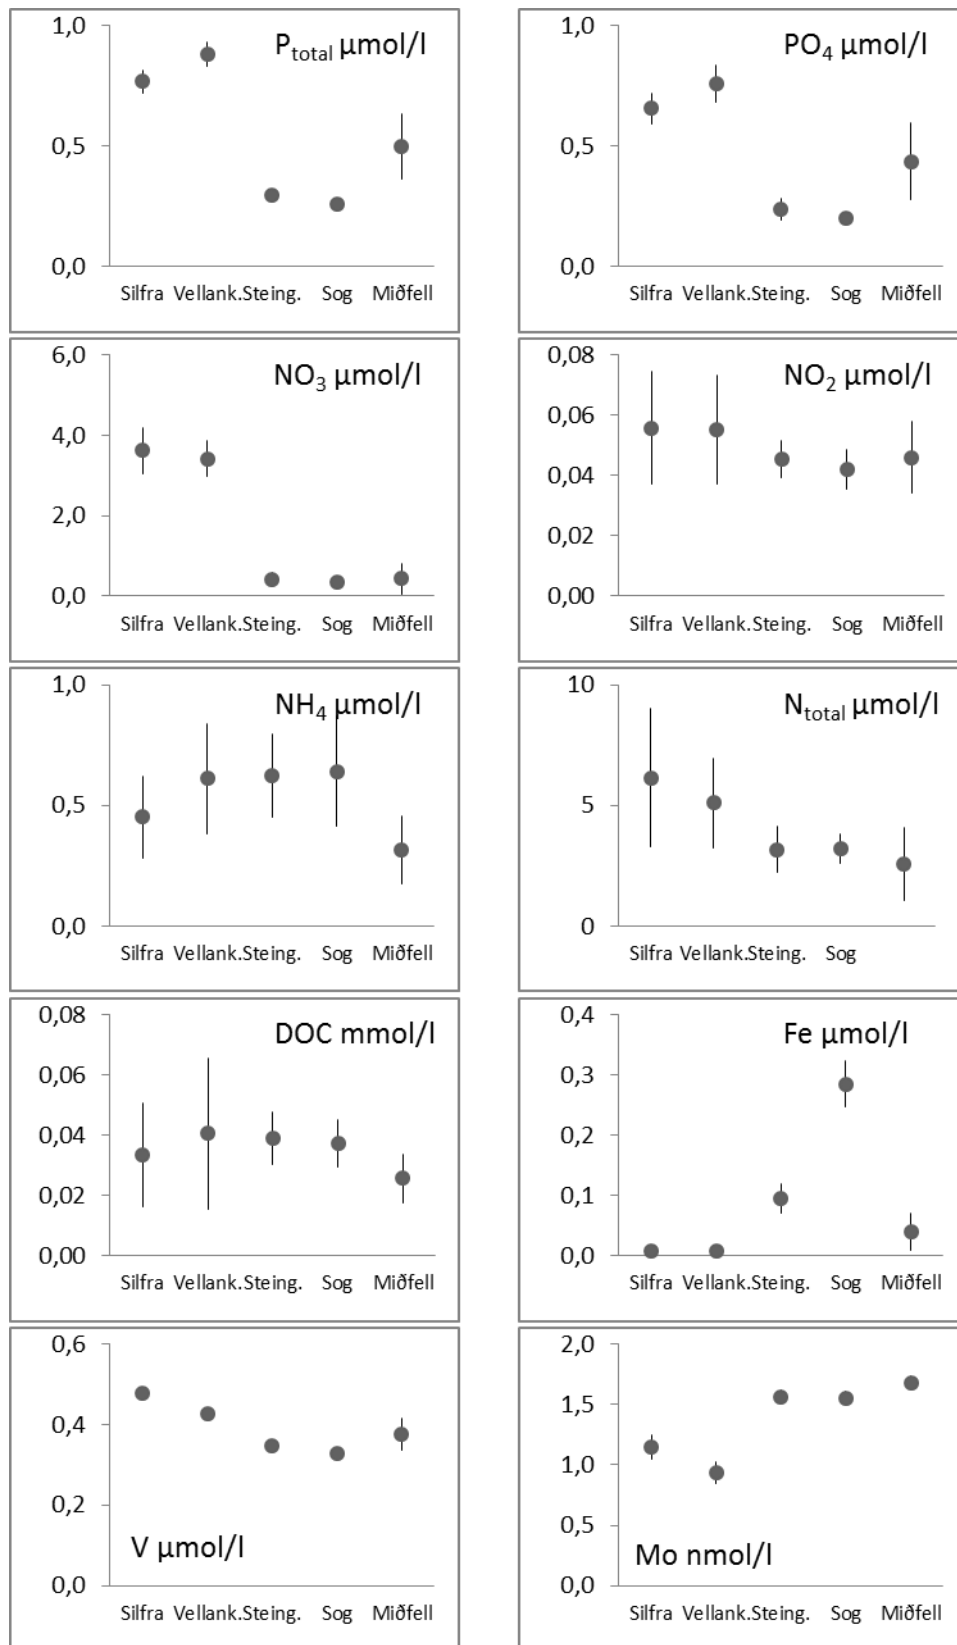 P_total µmol/l
1,0
0,5
0,0
Silfra Vellank. Steing. Sog Miðfell
PO4 µmol/l
1,0
0,5
0,0
Silfra Vellank. Steing. Sog Miðfell
NO3 µmol/l
6,0
4,0
2,0
0,0
Silfra Vellank. Steing. Sog Miðfell
NO2 µmol/l
0,08
0,06
0,04
0,02
0,00
Silfra Vellank. Steing. Sog Miðfell
NH4 µmol/l
1,0
0,5
0,0
Silfra Vellank. Steing. Sog Miðfell
N_total µmol/l
10
5
0
Silfra Vellank. Steing. Sog
DOC mmol/l
0,08
0,06
0,04
0,02
0,00
Silfra Vellank. Steing. Sog Miðfell
Fe µmol/l
0,4
0,3
0,2
0,1
0,0
Silfra Vellank. Steing. Sog Miðfell
0,6
0,4
0,2
V µmol/l
0,0
Silfra Vellank. Steing. Sog Miðfell
2,0
1,5
1,0
0,5
Mo nmol/l
0,0
Silfra Vellank. Steing. Sog Miðfell